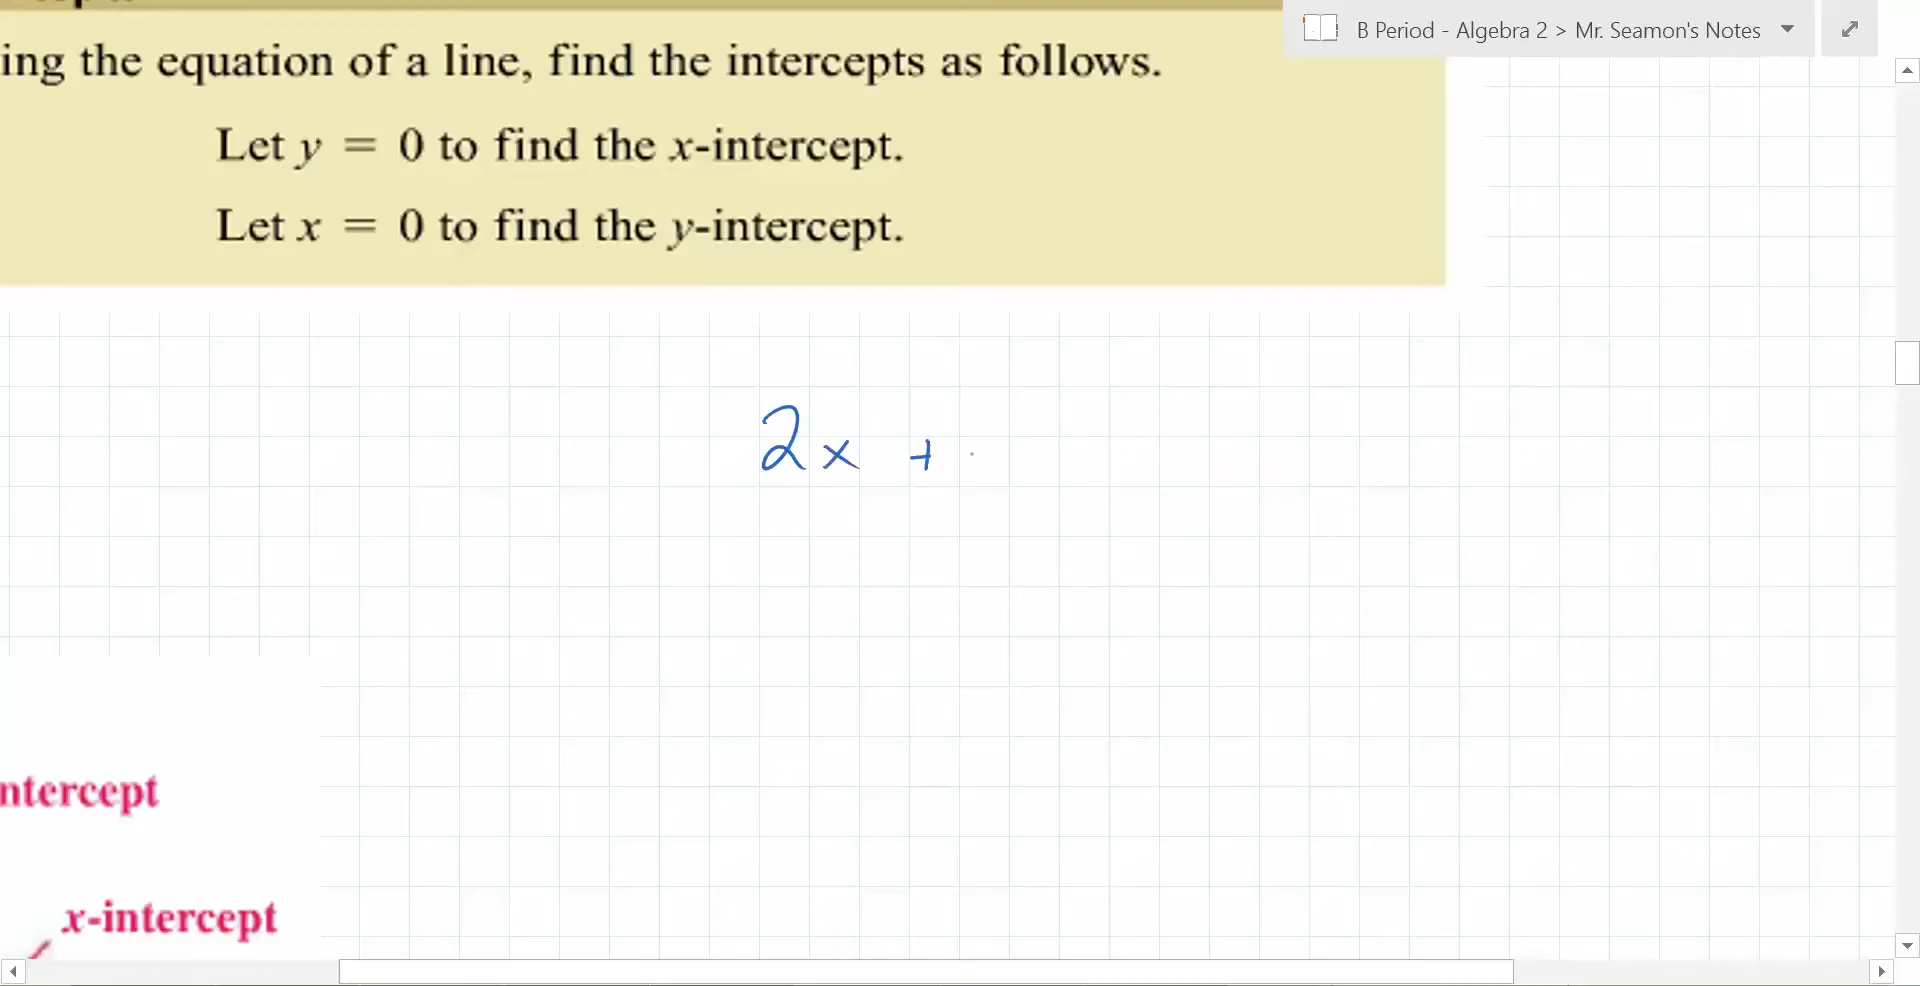 B Period - Algebra 2 > Mr. Seamon's Notes
ing the equation of a line, find the intercepts as follows.
Let y = 0 to find the x-intercept.
Let x = 0 to find the y-intercept.
2x +
ntercept
x-intercept